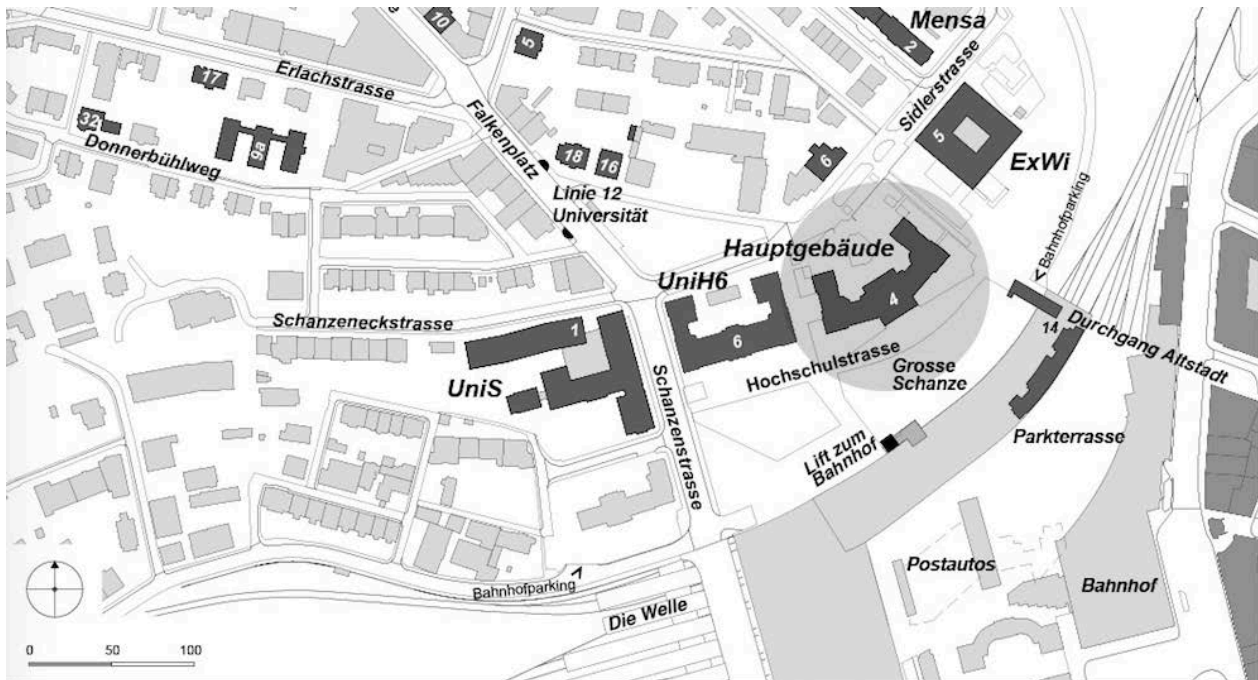 10
Mensa
2
5
Erlachstrasse
17
Sidlerstrasse
32
9a
Donnerbühlweg
Falkenplatz
18
16
6
5
ExWi
Linie 12
Universität
Bahnhofparking
Hauptgebäude
UniH6
4
Schanzeneckstrasse
1
6
14
Durchgang Altstadt
Hochschulstrasse
Grosse
Schanze
UniS
Schanzenstrasse
Parkterrasse
Lift zum
Bahnhof
Postautos
Bahnhof
Bahnhofparking
Die Welle
0
50
100